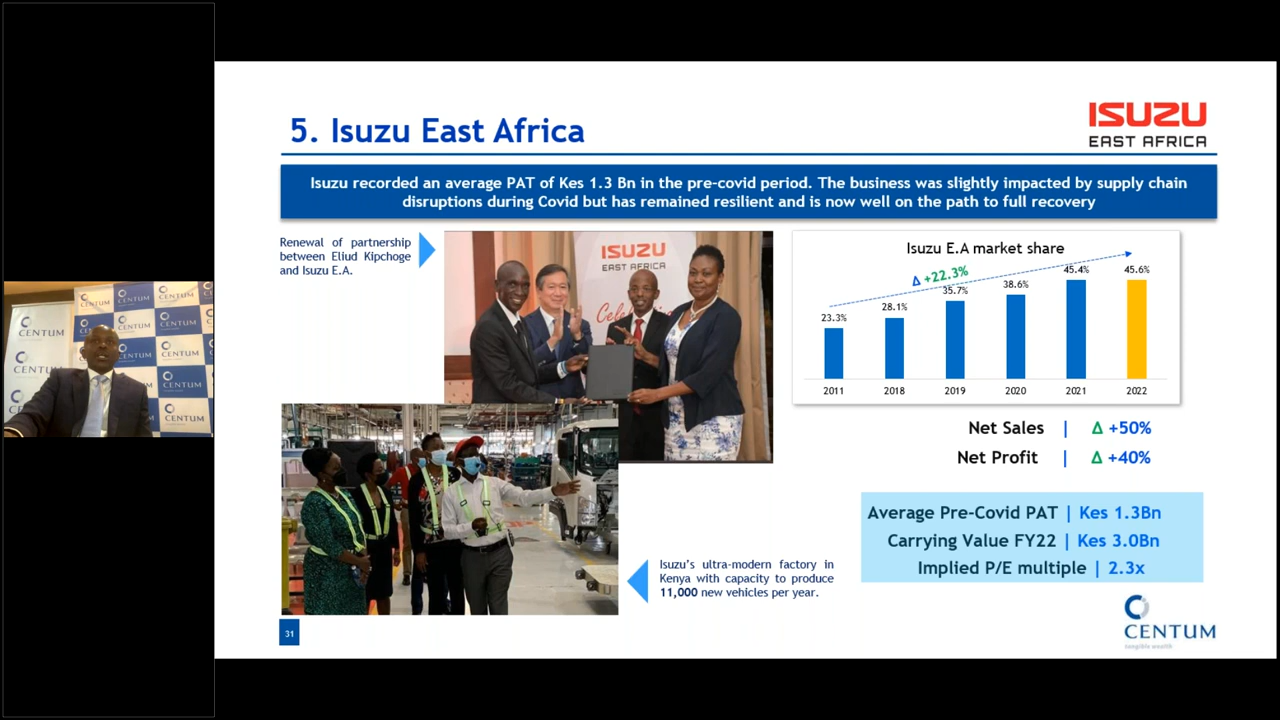 5. Isuzu East Africa
ISUZU
EAST AFRICA
Isuzu recorded an average PAT of Kes 1.3 Bn in the pre-covid period. The business was slightly impacted by supply chain
disruptions during Covid but has remained resilient and is now well on the path to full recovery
Renewal of partnership
between Eliud Kipchoge
and Isuzu E.A.
ISUZU
EAST AFRICA
Isuzu E.A market share
Δ +22.3%
23.3%
28.1%
35.7%
38.6%
45.4%
45.6%
2011
2018
2019
2020
2021
2022
Net Sales | Δ +50%
Net Profit | Δ +40%
Average Pre-Covid PAT | Kes 1.3Bn
Carrying Value FY22 | Kes 3.0Bn
Implied P/E multiple | 2.3x
Isuzu's ultra-modern factory in
Kenya with capacity to produce
11,000 new vehicles per year.
31
CENTUM
tangible wealth
CENTUM
CENTUM
CENTUM
CENTUM
CENTUM
CENTUM